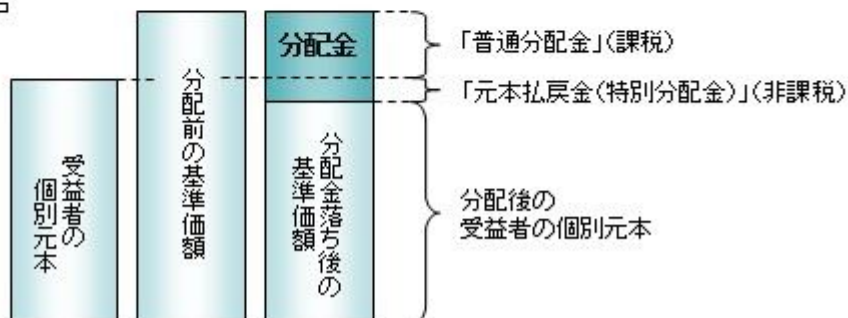 分配金
「普通分配金」(課税)
「元本払戻金(特別分配金)」(非課税)
受益者の
個別元本
分配前の基準価額
分配金落ち後の
基準価額
分配後の
受益者の個別元本